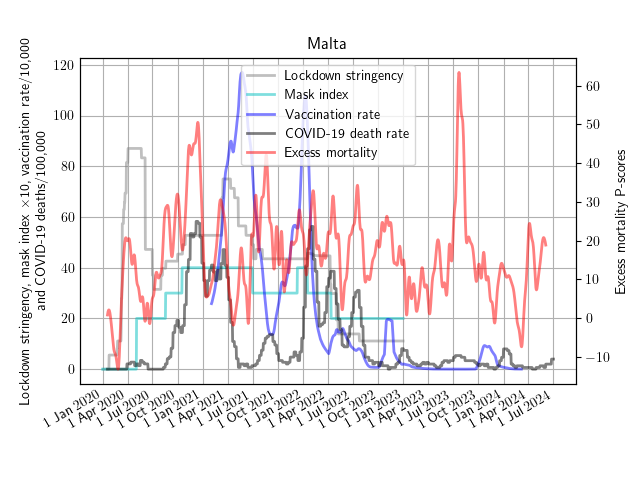 Malta
Lockdown stringency, mask index ×10, vaccination rate/10,000
and COVID-19 deaths/100,000
120
100
80
60
40
20
0
Lockdown stringency
Mask index
Vaccination rate
COVID-19 death rate
Excess mortality
60
50
40
30
20
10
0
−10
Excess mortality P-scores
1 Jan 2020
1 Apr 2020
1 Jul 2020
1 Oct 2020
1 Jan 2021
1 Apr 2021
1 Jul 2021
1 Oct 2021
1 Jan 2022
1 Apr 2022
1 Jul 2022
1 Oct 2022
1 Jan 2023
1 Apr 2023
1 Jul 2023
1 Oct 2023
1 Jan 2024
1 Apr 2024
1 Jul 2024